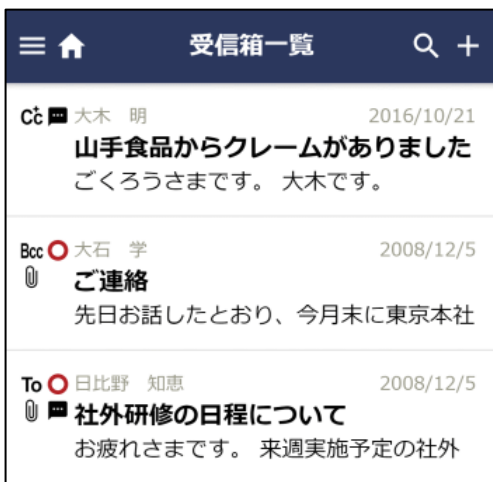 受信箱一覧
Cc 大木 明 2016/10/21
山手食品からクレームがありました
ごくろうさまです。 大木です。
Bcc 大石 学 2008/12/5
ご連絡
先日お話したとおり、今月末に東京本社
To 日比野 知恵 2008/12/5
社外研修の日程について
お疲れさまです。 来週実施予定の社外